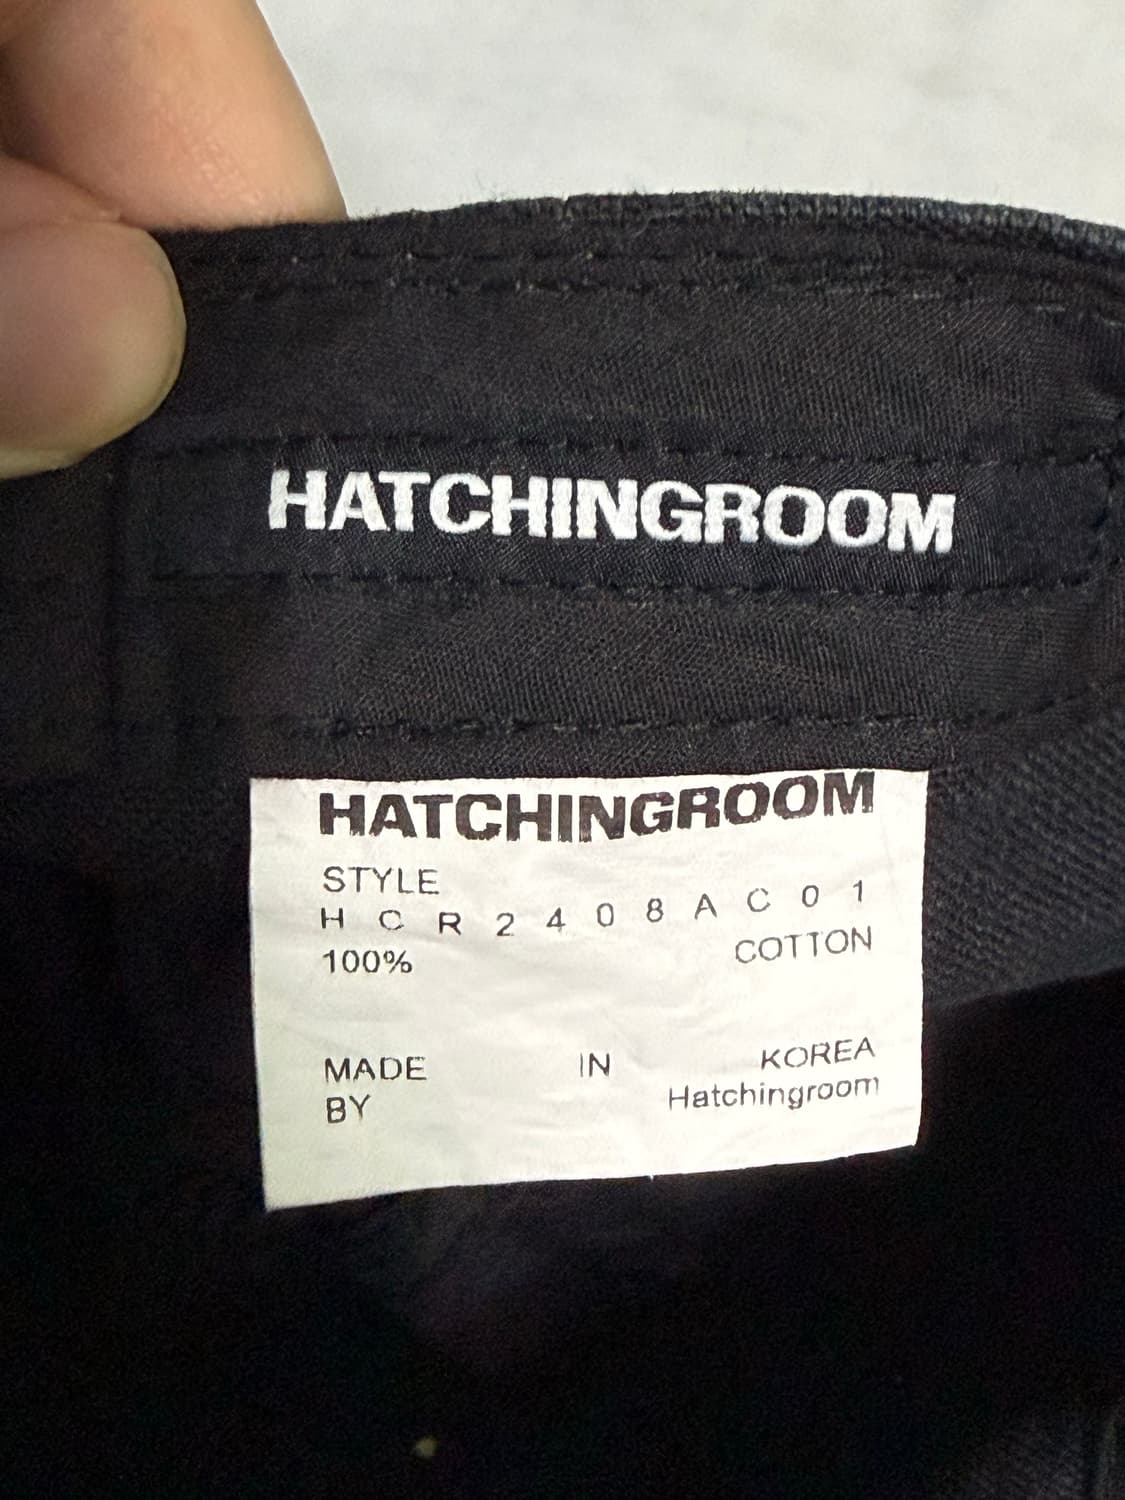 HATCHINGROOM
HATCHINGROOM
STYLE
H C R 2 4 0 8 A C 0 1
100% COTTON
MADE IN KOREA
BY Hatchingroom